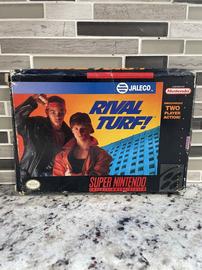 JALECO
Nintendo
RIVAL
TURF!
TWO
PLAYER
ACTION!
SUPER NINTENDO
ENTERTAINMENT SYSTEM